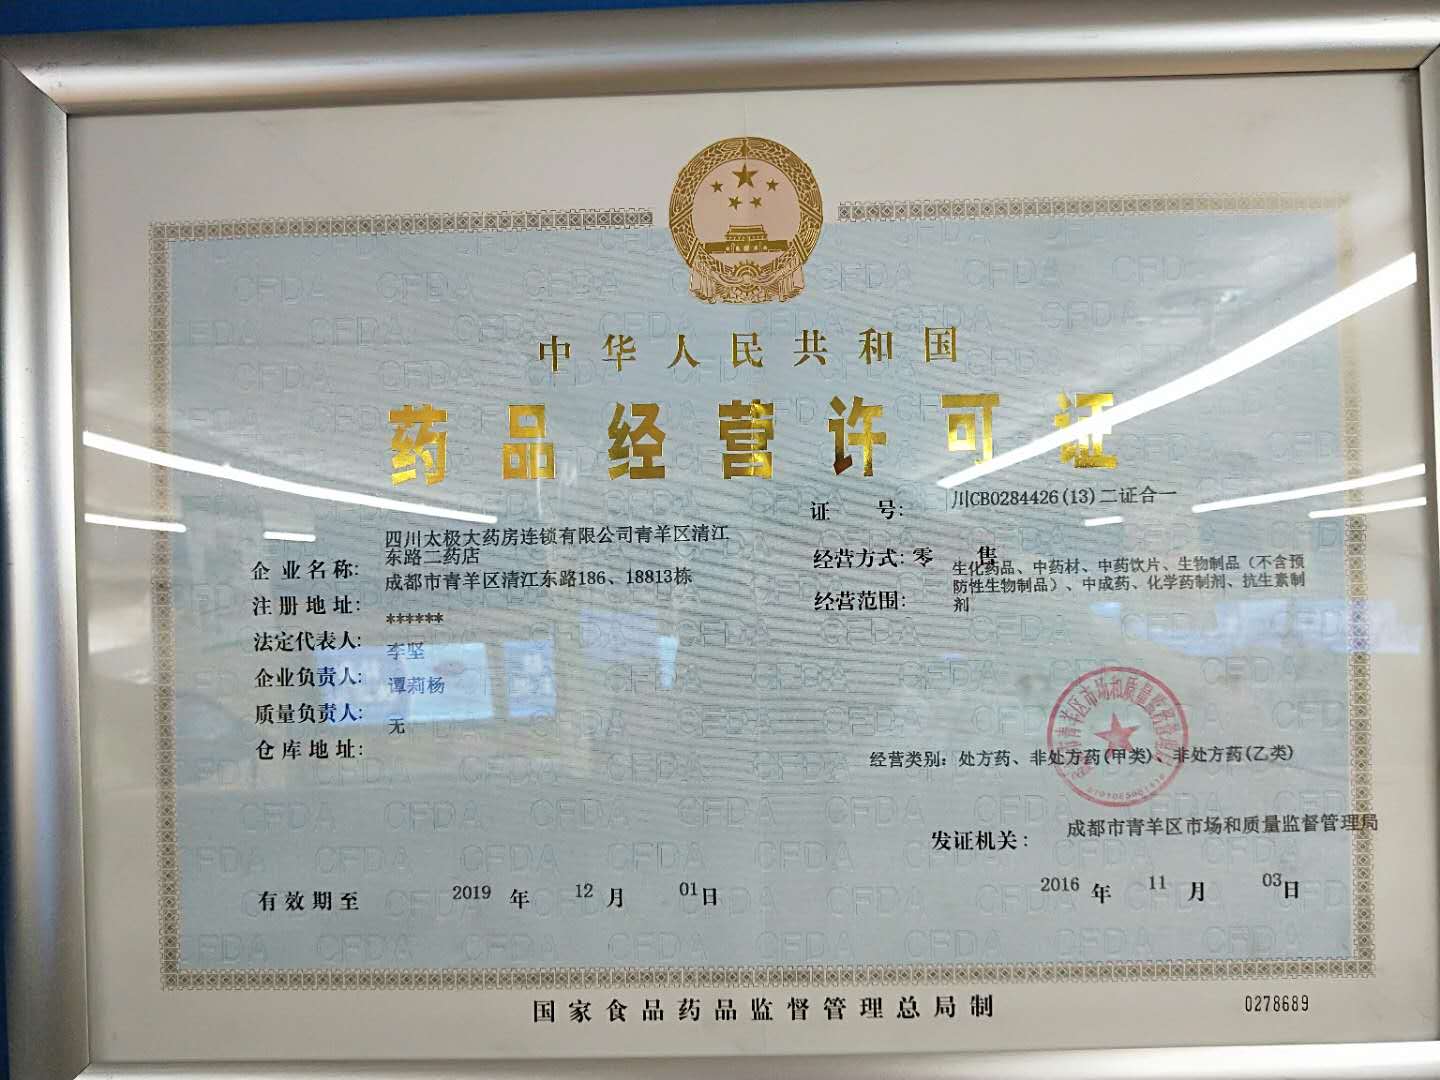 中华人民共和国
药品经营许可证
证 号: 川CB0284426(13)二证合一
企业名称: 四川太极大药房连锁有限公司青羊区清江
东路二药店
经营方式: 零 售
注册地址: 成都市青羊区清江东路186、18813栋
经营范围: 生化药品、中药材、中药饮片、生物制品（不含预
防性生物制品）、中成药、化学药制剂、抗生素制
剂
法定代表人: ******
企业负责人: 李坚
质量负责人: 谭莉杨
仓库地址: 无
经营类别: 处方药、非处方药(甲类)、非处方药(乙类)
发证机关: 成都市青羊区市场和质量监督管理局
有效期至 2019 年 12 月 01日
2016 年 11 月 03日
国家食品药品监督管理总局制
0278689